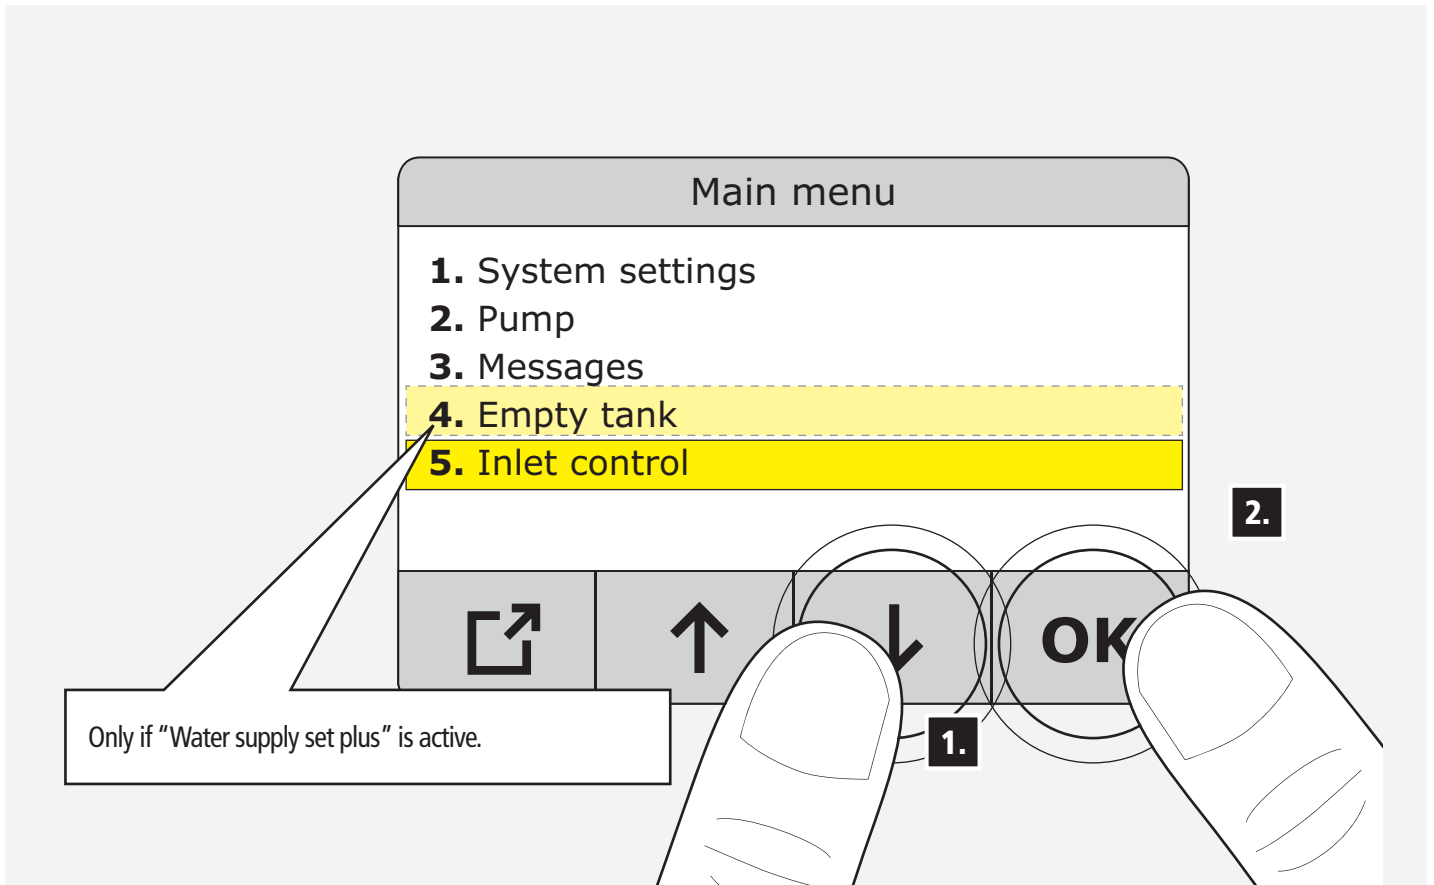 Main menu
1. System settings
2. Pump
3. Messages
4. Empty tank
5. Inlet control
2.
OK
Only if “Water supply set plus” is active.
1.